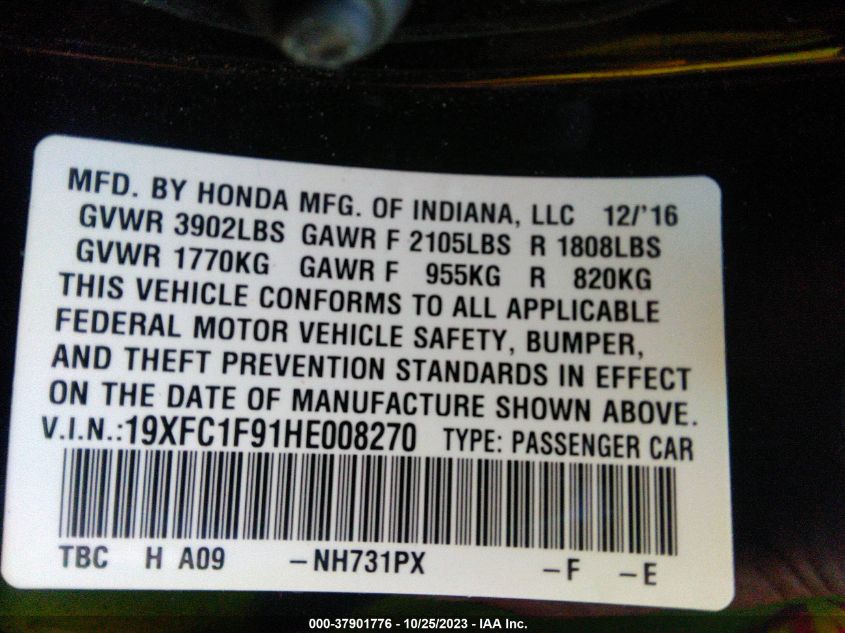 MFD. BY HONDA MFG. OF INDIANA, LLC 12/'16
GVWR 3902LBS GAWR F 2105LBS R 1808LBS
GVWR 1770KG GAWR F 955KG R 820KG
THIS VEHICLE CONFORMS TO ALL APPLICABLE
FEDERAL MOTOR VEHICLE SAFETY, BUMPER,
AND THEFT PREVENTION STANDARDS IN EFFECT
ON THE DATE OF MANUFACTURE SHOWN ABOVE.
V.I.N.:19XFC1F91HE008270 TYPE: PASSENGER CAR
TBC H A09 –NH731PX –F –E
000-37901776 - 10/25/2023 - IAA Inc.